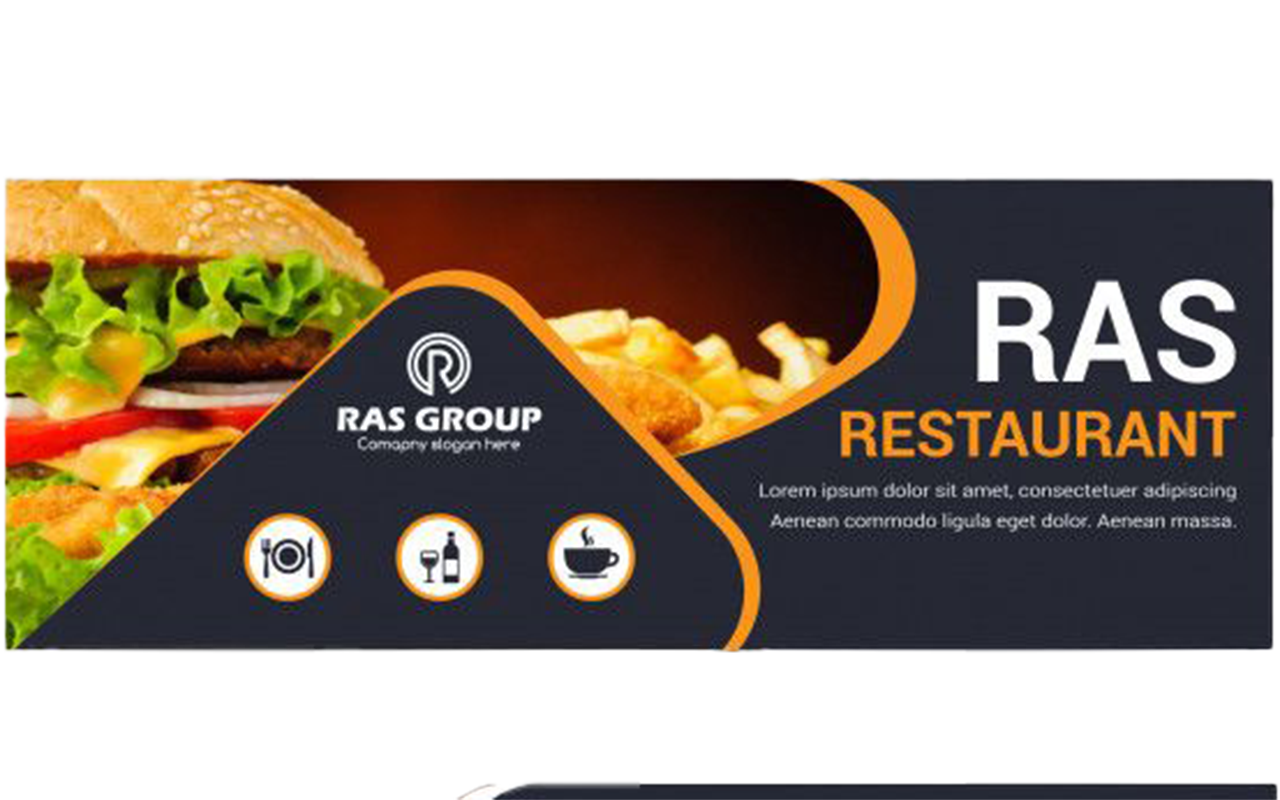 RAS GROUP
Comapny slogan here
RAS
RESTAURANT
Lorem ipsum dolor sit amet, consectetuer adipiscing
Aenean commodo ligula eget dolor. Aenean massa.